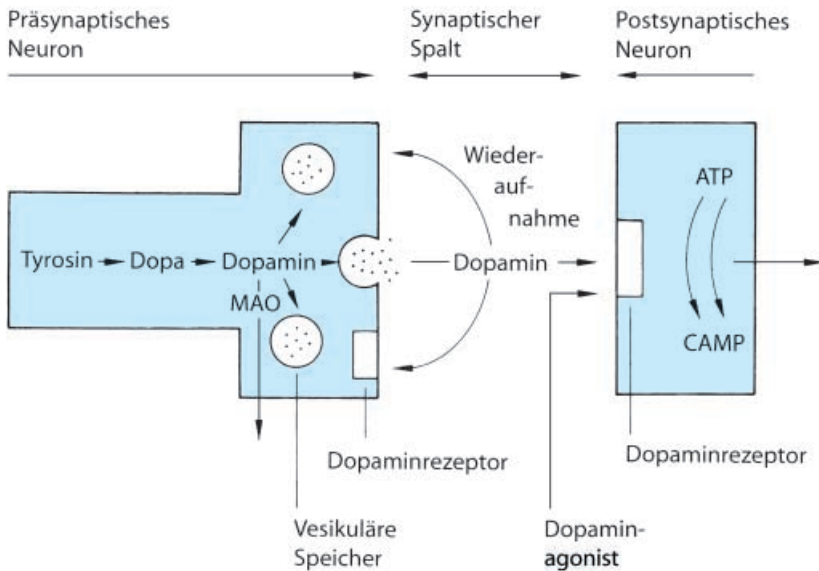 Präsynaptisches
Neuron
Synaptischer
Spalt
Postsynaptisches
Neuron
Wieder-
auf-
nahme
ATP
Tyrosin
Dopa
Dopamin
Dopamin
MAO
CAMP
Dopaminrezeptor
Dopaminrezeptor
Vesikuläre
Speicher
Dopamin-
agonist